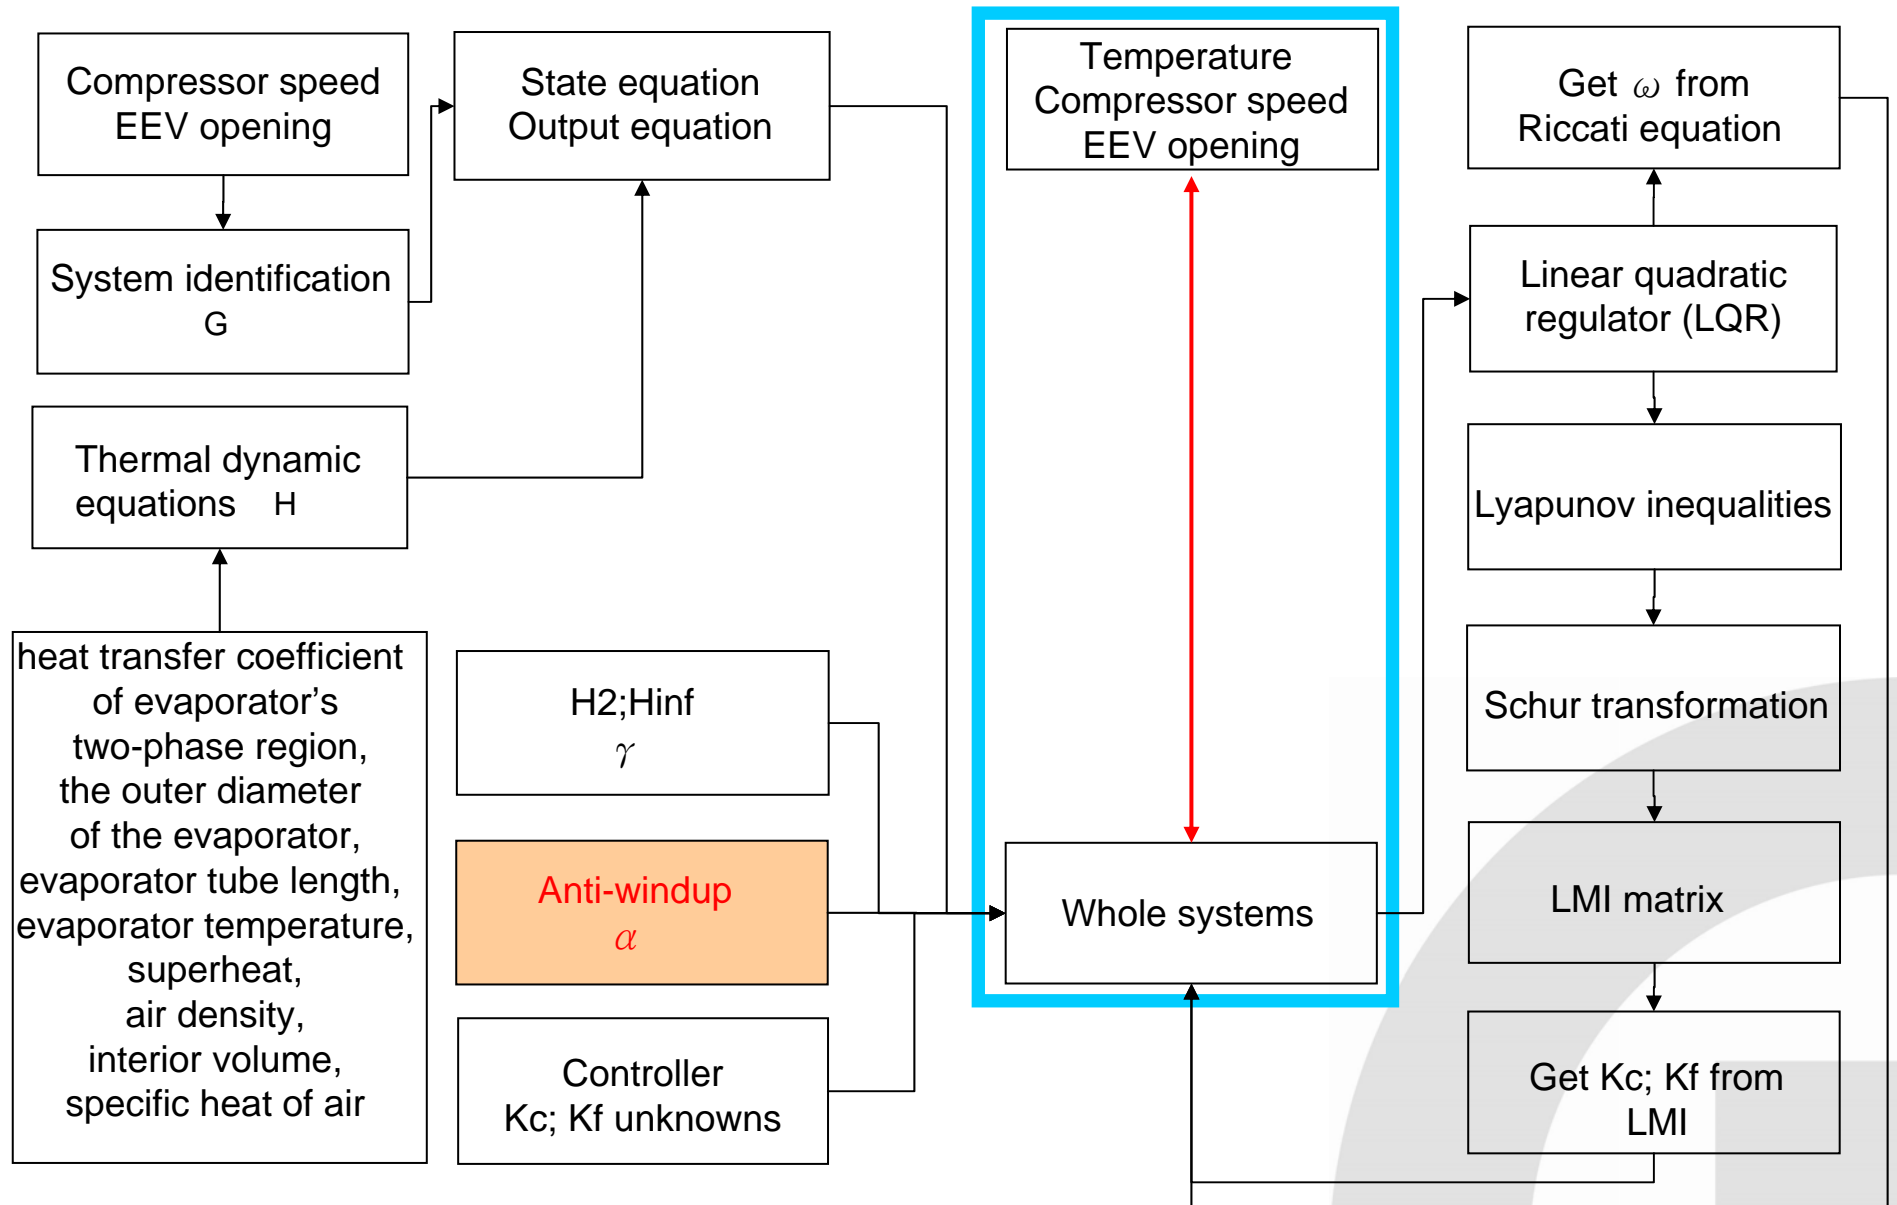 Compressor speed
EEV opening
System identification
G
Thermal dynamic
equations H
heat transfer coefficient
of evaporator's
two-phase region,
the outer diameter
of the evaporator,
evaporator tube length,
evaporator temperature,
superheat,
air density,
interior volume,
specific heat of air
State equation
Output equation
H2;Hinf
γ
Anti-windup
α
Controller
Kc; Kf unknowns
Temperature
Compressor speed
EEV opening
Whole systems
Get ω from
Riccati equation
Linear quadratic
regulator (LQR)
Lyapunov inequalities
Schur transformation
LMI matrix
Get Kc; Kf from
LMI